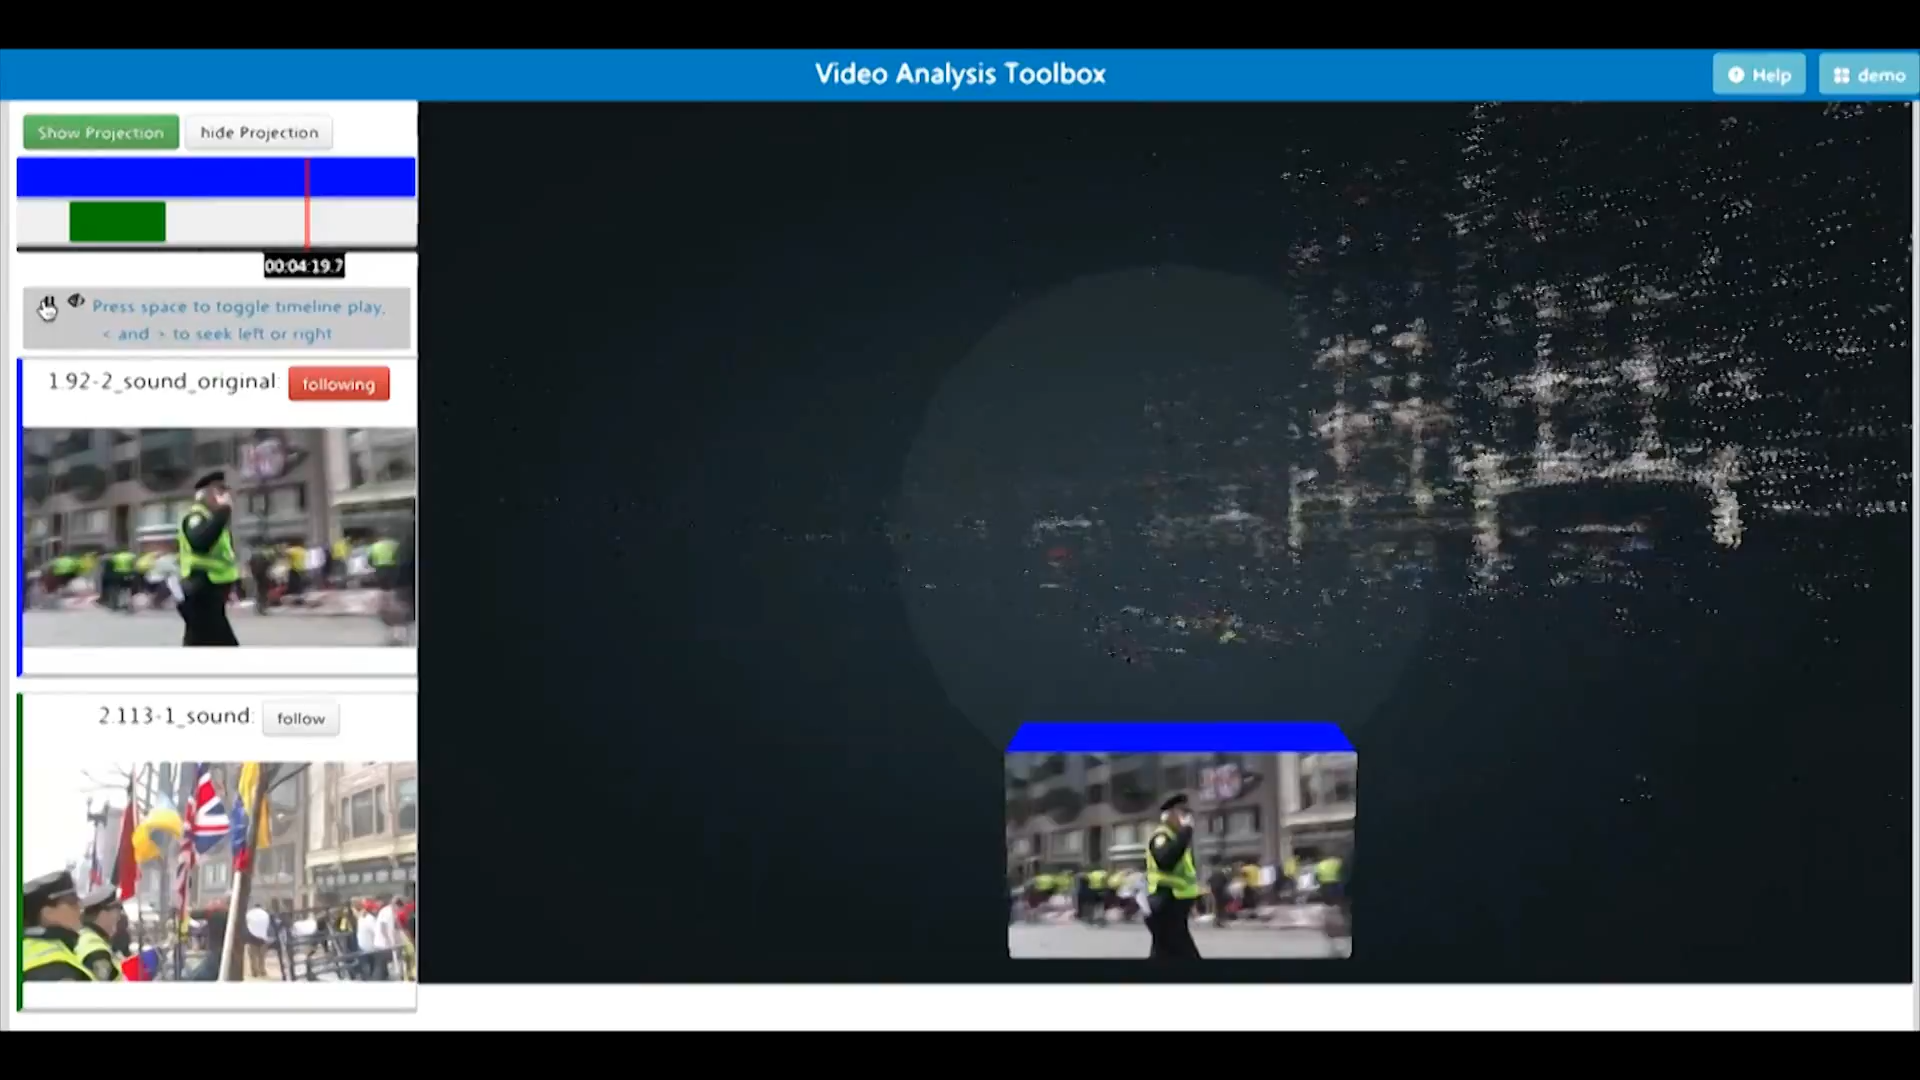 Video Analysis Toolbox
Help
demo
Show Projection
hide Projection
00:04:19.7
Press space to toggle timeline play,
< and > to seek left or right
1.92-2_sound_original:
following
2.113-1_sound:
follow